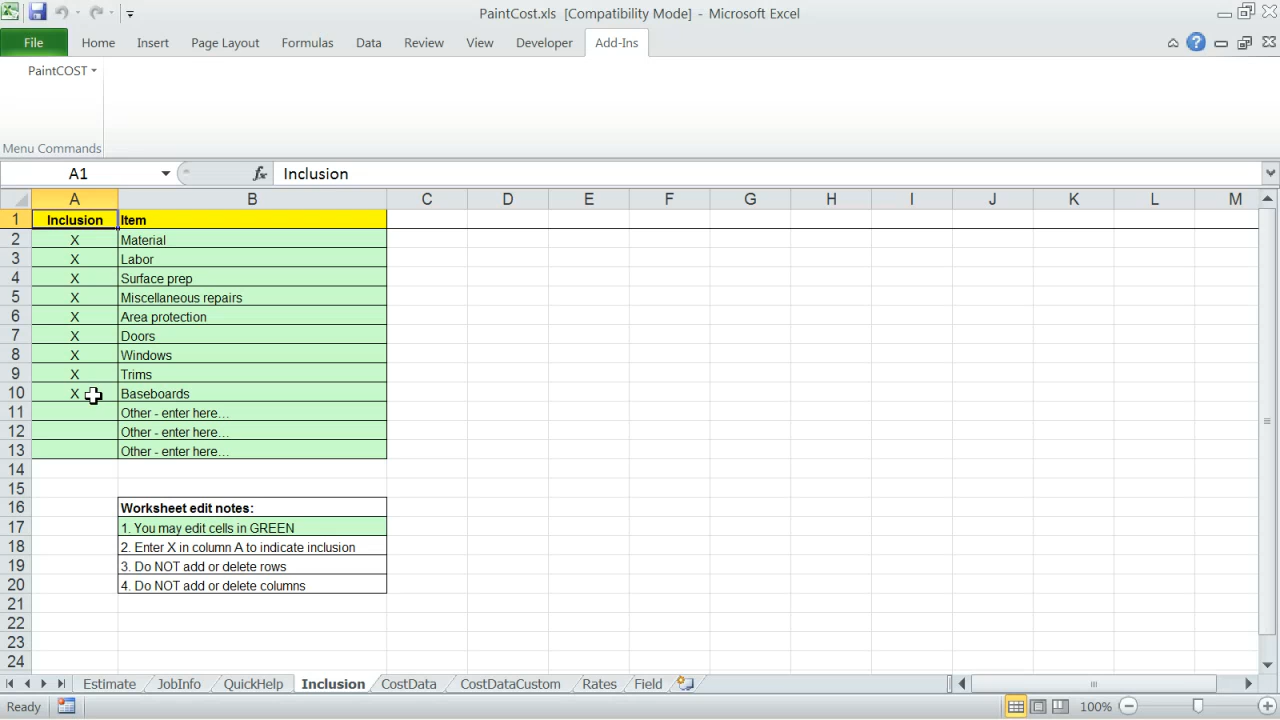 PaintCost.xls [Compatibility Mode] - Microsoft Excel
File Home Insert Page Layout Formulas Data Review View Developer Add-Ins
PaintCOST
Menu Commands
A1 fx Inclusion
A B C D E F G H I J K L M
1 Inclusion Item
2 X Material
3 X Labor
4 X Surface prep
5 X Miscellaneous repairs
6 X Area protection
7 X Doors
8 X Windows
9 X Trims
10 X Baseboards
11 Other - enter here...
12 Other - enter here...
13 Other - enter here...
14
15
16 Worksheet edit notes:
17 1. You may edit cells in GREEN
18 2. Enter X in column A to indicate inclusion
19 3. Do NOT add or delete rows
20 4. Do NOT add or delete columns
21
22
23
24
Estimate JobInfo QuickHelp Inclusion CostData CostDataCustom Rates Field
Ready 100%